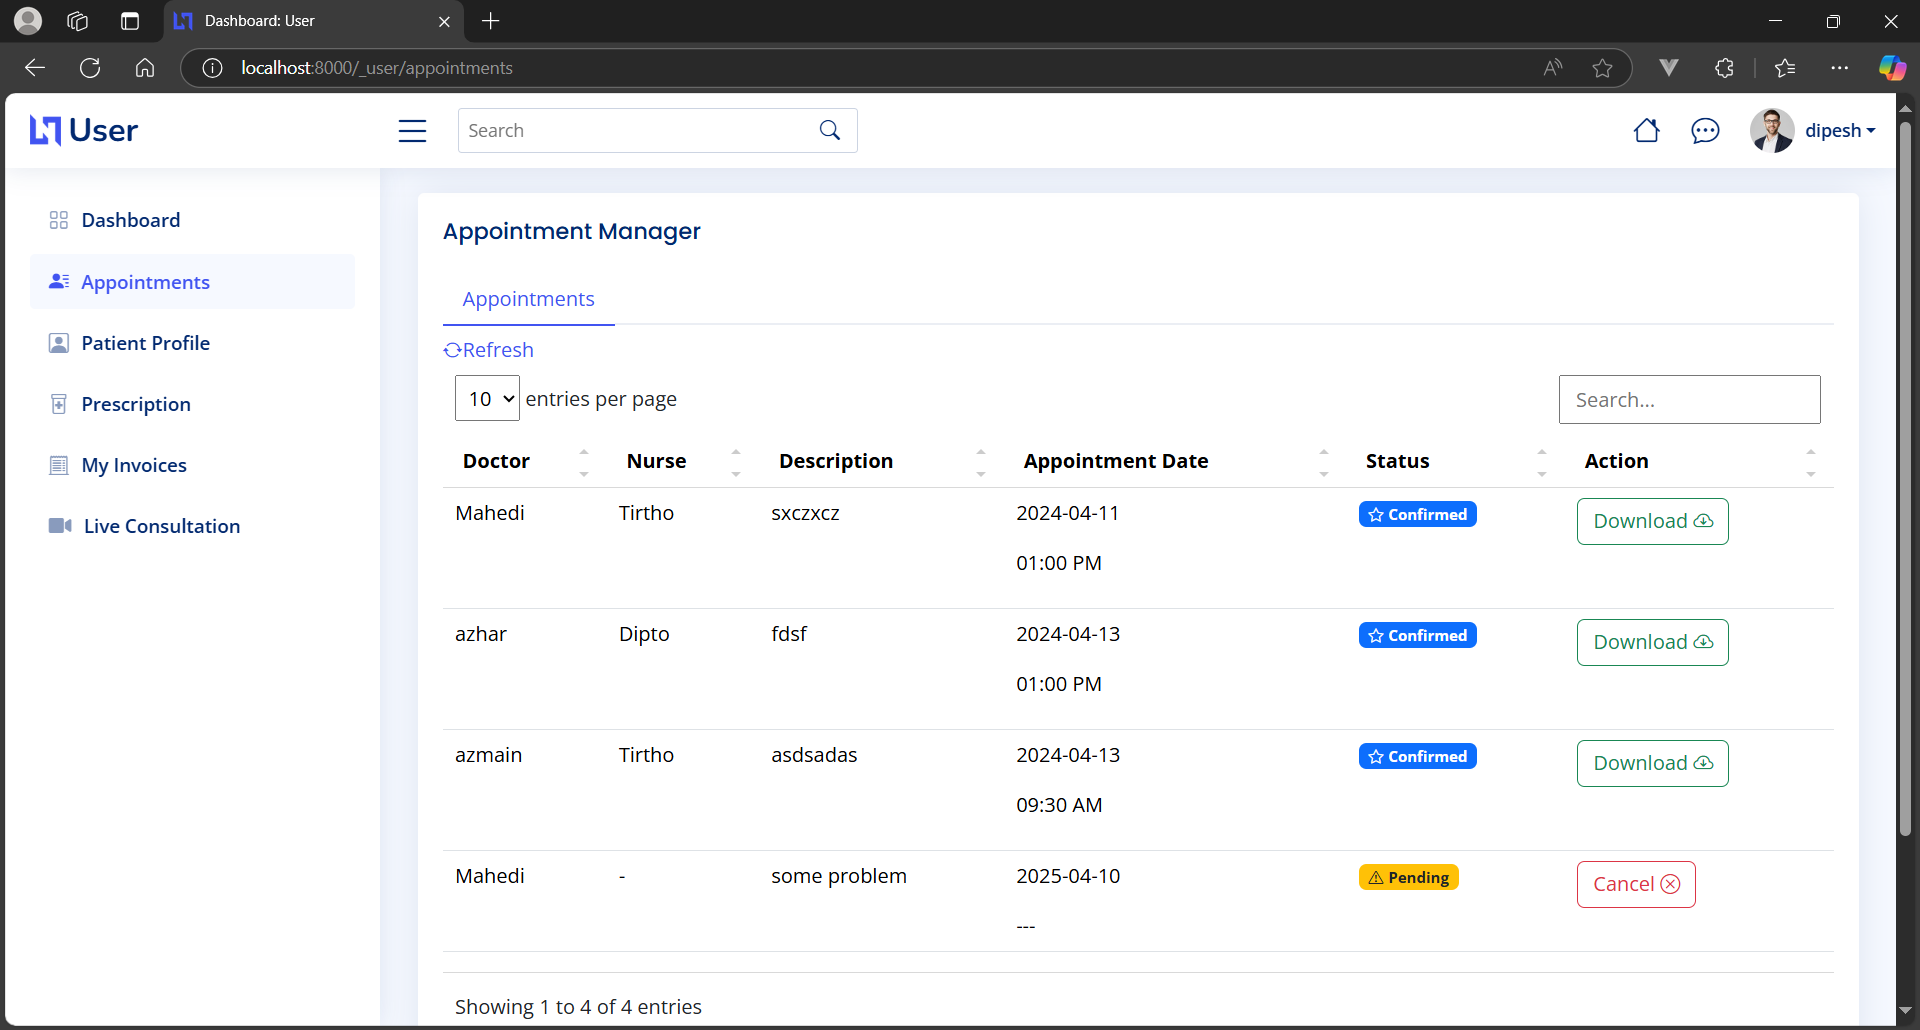 Dashboard: User
localhost:8000/_user/appointments
User
Search
dipesh
Dashboard
Appointments
Patient Profile
Prescription
My Invoices
Live Consultation
Appointment Manager
Appointments
Refresh
10 entries per page
Search...
Doctor Nurse Description Appointment Date Status Action
Mahedi Tirtho sxczxcz 2024-04-11 Confirmed Download
01:00 PM
azhar Dipto fdsf 2024-04-13 Confirmed Download
01:00 PM
azmain Tirtho asdsadas 2024-04-13 Confirmed Download
09:30 AM
Mahedi - some problem 2025-04-10 Pending Cancel
---
Showing 1 to 4 of 4 entries